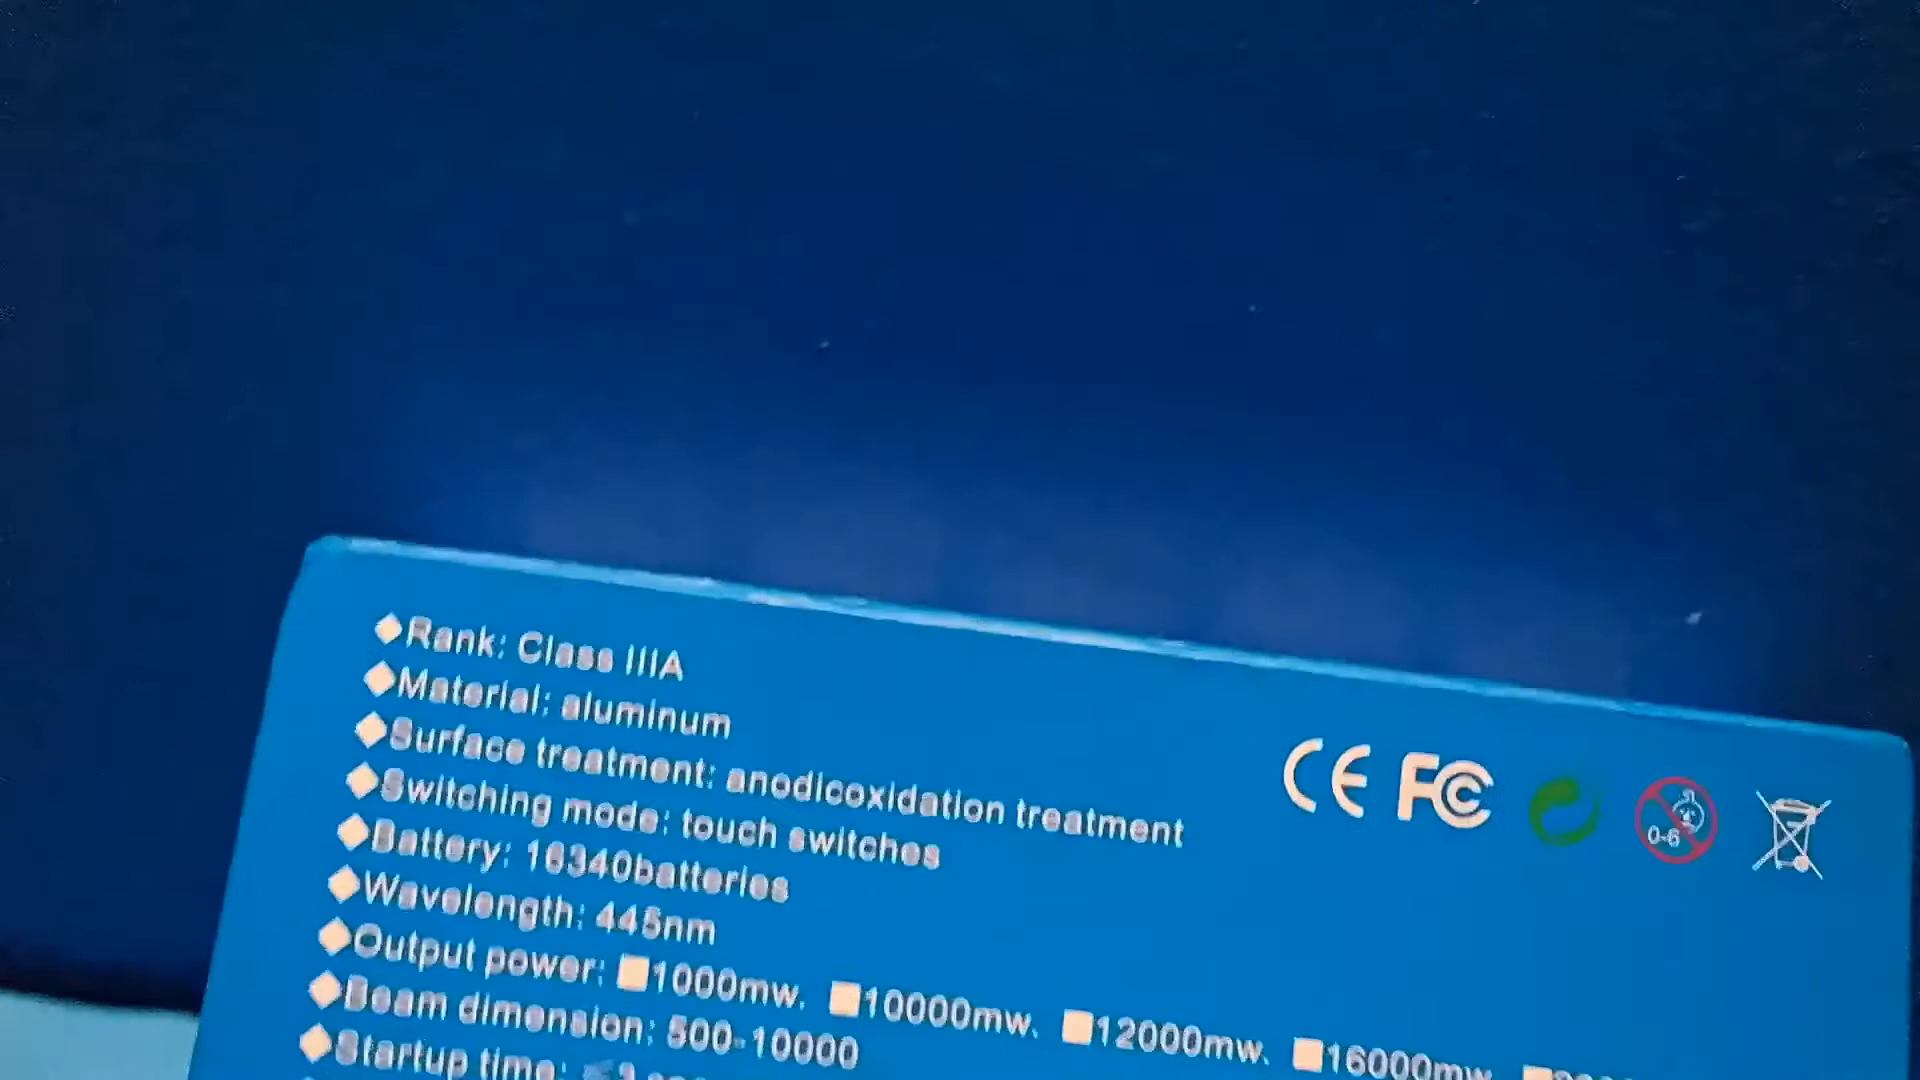 ◆Rank: Class IIIA
◆Material: aluminum
◆Surface treatment: anodicoxidation treatment
◆Switching mode: touch switches
◆Battery: 16340batteries
◆Wavelength: 445nm
◆Output power: ■1000mw. ■10000mw. ■12000mw. ■16000mw.
◆Beam dimension: 500-10000
◆Startup time:
CE FC
0-6